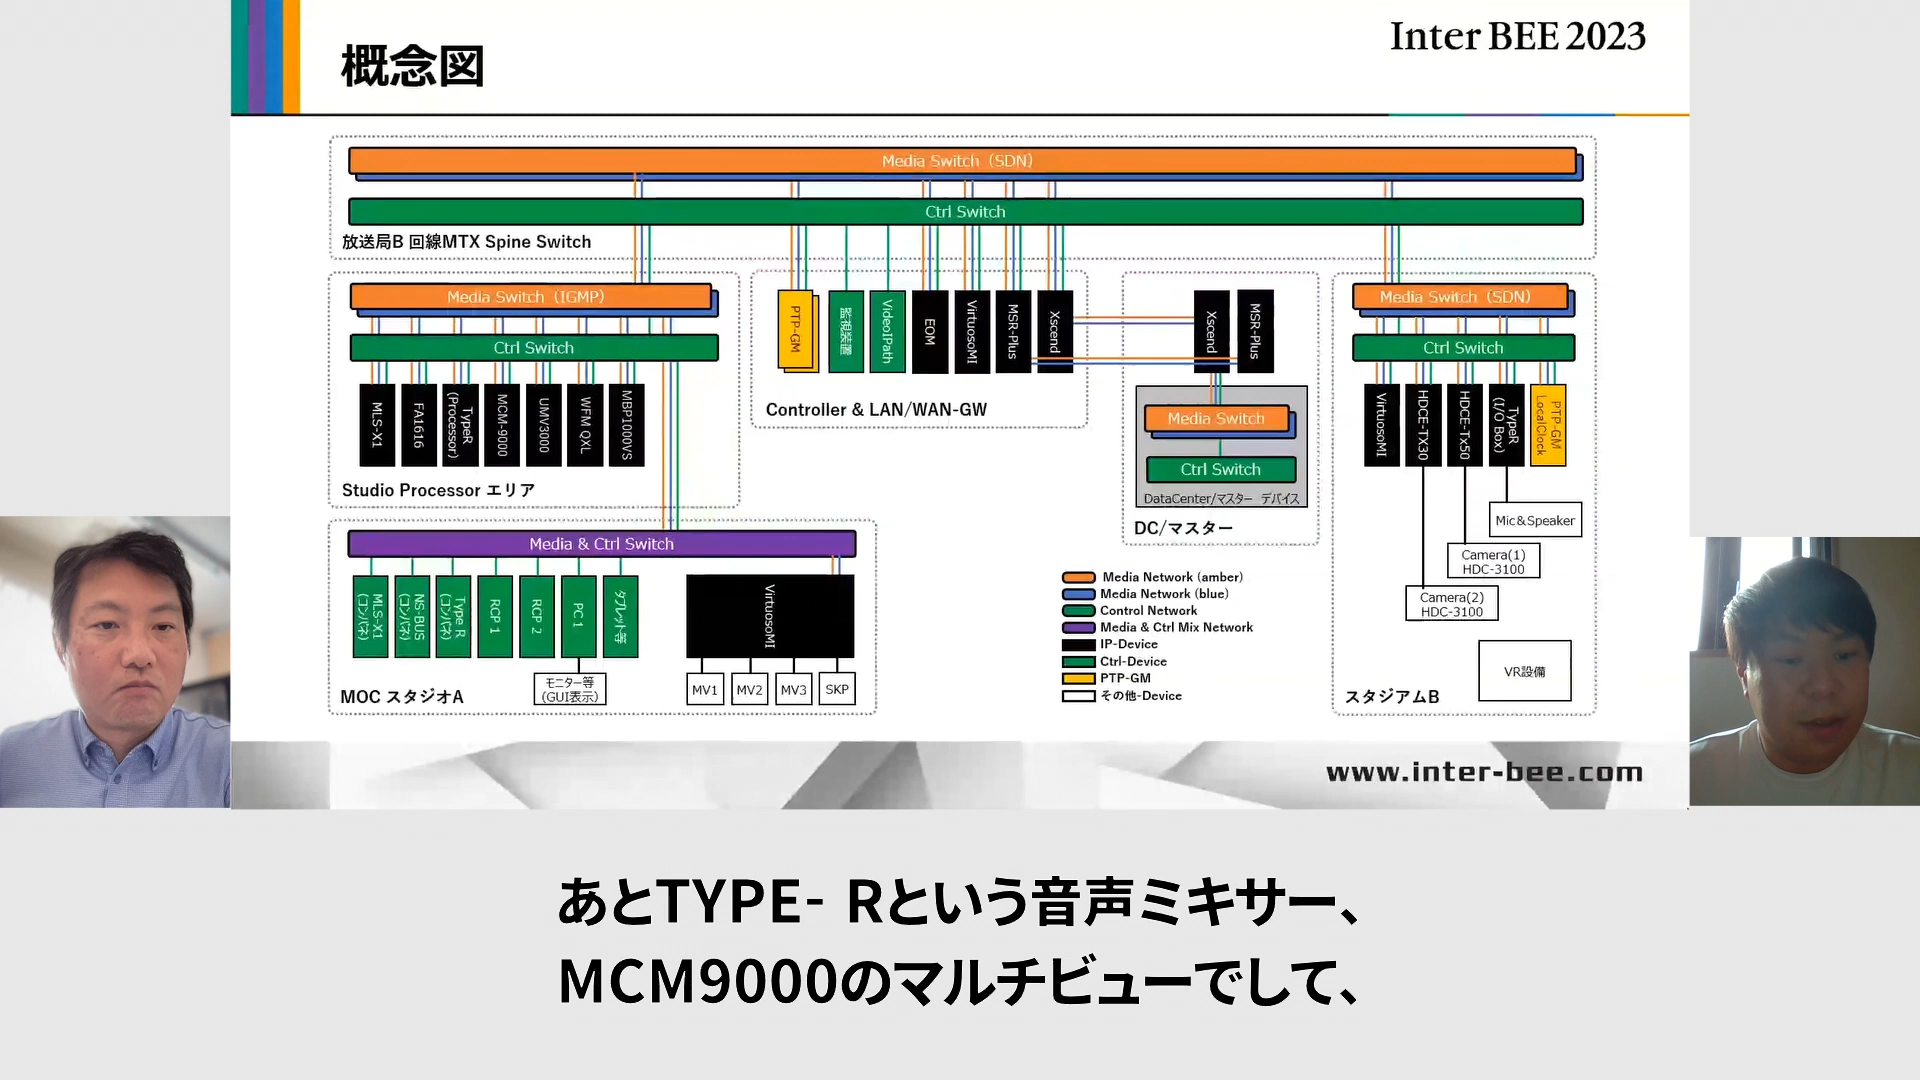 Inter BEE 2023
概念図
Media Switch（SDN）
Ctrl Switch
放送局B 回線MTX Spine Switch
Media Switch（IGMP）
Ctrl Switch
MLS-X1
FA1616
TypeR
(Processor)
MCM-9000
UMV3000
WFM QXL
MBP1000VS
Studio Processor エリア
PTP-GM
監視装置
VideoIPath
EOM
VirtuosoMI
MSR-Plus
Xscend
Controller & LAN/WAN-GW
Xscend
MSR-Plus
Media Switch
Ctrl Switch
DataCenter/マスター デバイス
DC/マスター
Media Switch（SDN）
Ctrl Switch
VirtuosoMI
HDCE-TX30
HDCE-Tx50
TypeR
(I/O Box)
PTP-GM
LocalClock
Mic＆Speaker
Camera(1)
HDC-3100
Camera(2)
HDC-3100
VR設備
スタジアムB
Media & Ctrl Switch
MLS-X1
(コンパネ)
NS-BUS
(コンパネ)
Type R
(コンパネ)
RCP 1
RCP 2
PC 1
タブレット等
モニター等
(GUI表示)
VirtuosoMI
MV1
MV2
MV3
SKP
MOC スタジオA
Media Network (amber)
Media Network (blue)
Control Network
Media & Ctrl Mix Network
IP-Device
Ctrl-Device
PTP-GM
その他-Device
www.inter-bee.com
あとTYPE- Rという音声ミキサー、
MCM9000のマルチビューでして、